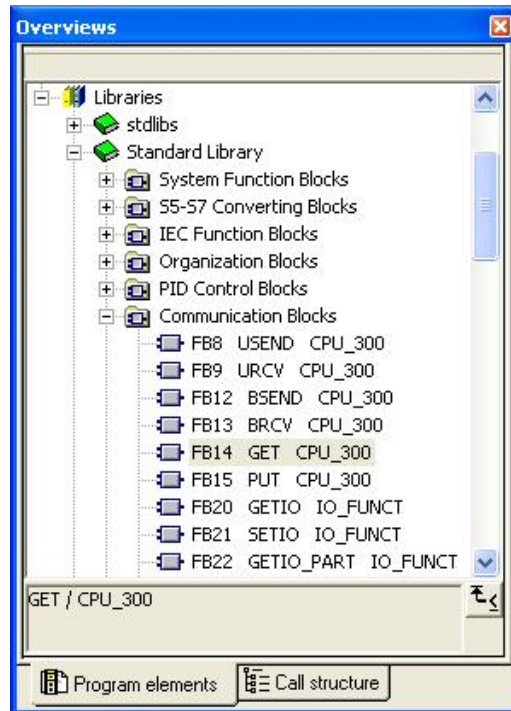 Overviews
Libraries
stdlibs
Standard Library
System Function Blocks
S5-S7 Converting Blocks
IEC Function Blocks
Organization Blocks
PID Control Blocks
Communication Blocks
FB8 USEND CPU_300
FB9 URCV CPU_300
FB12 BSEND CPU_300
FB13 BRCV CPU_300
FB14 GET CPU_300
FB15 PUT CPU_300
FB20 GETIO IO_FUNCT
FB21 SETIO IO_FUNCT
FB22 GETIO_PART IO_FUNCT
GET / CPU_300
Program elements Call structure